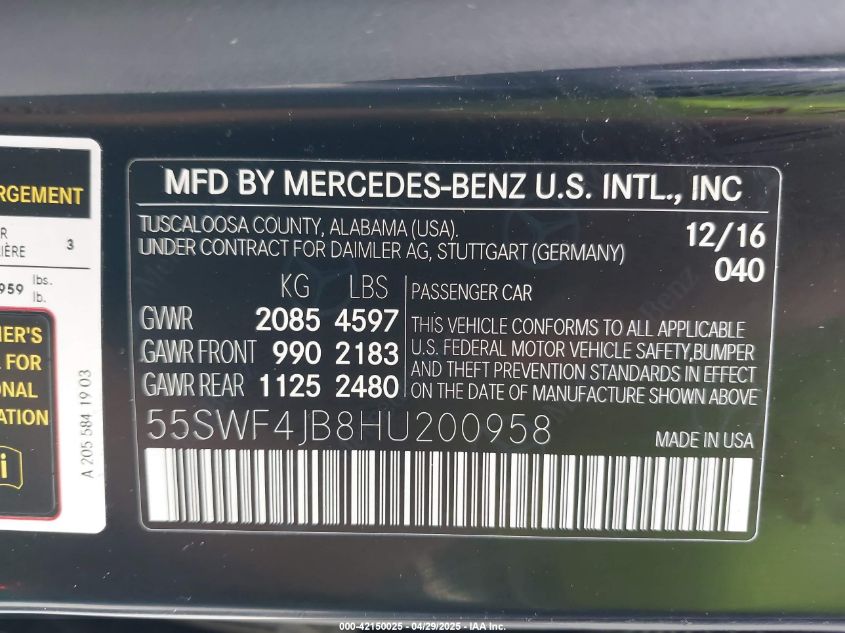 RGEMENT
R
IÈRE 3
959 lbs.
lb.
ER'S
FOR
ONAL
ATION
i
A 205 584 19 03
MFD BY MERCEDES-BENZ U.S. INTL., INC
TUSCALOOSA COUNTY, ALABAMA (USA).
UNDER CONTRACT FOR DAIMLER AG, STUTTGART (GERMANY)
12/16
040
KG LBS
GVWR 2085 4597
GAWR FRONT 990 2183
GAWR REAR 1125 2480
PASSENGER CAR
THIS VEHICLE CONFORMS TO ALL APPLICABLE
U.S. FEDERAL MOTOR VEHICLE SAFETY,BUMPER
AND THEFT PREVENTION STANDARDS IN EFFECT
ON THE DATE OF MANUFACTURE SHOWN ABOVE
55SWF4JB8HU200958
MADE IN USA
000-42150025 - 04/29/2025 - IAA Inc.